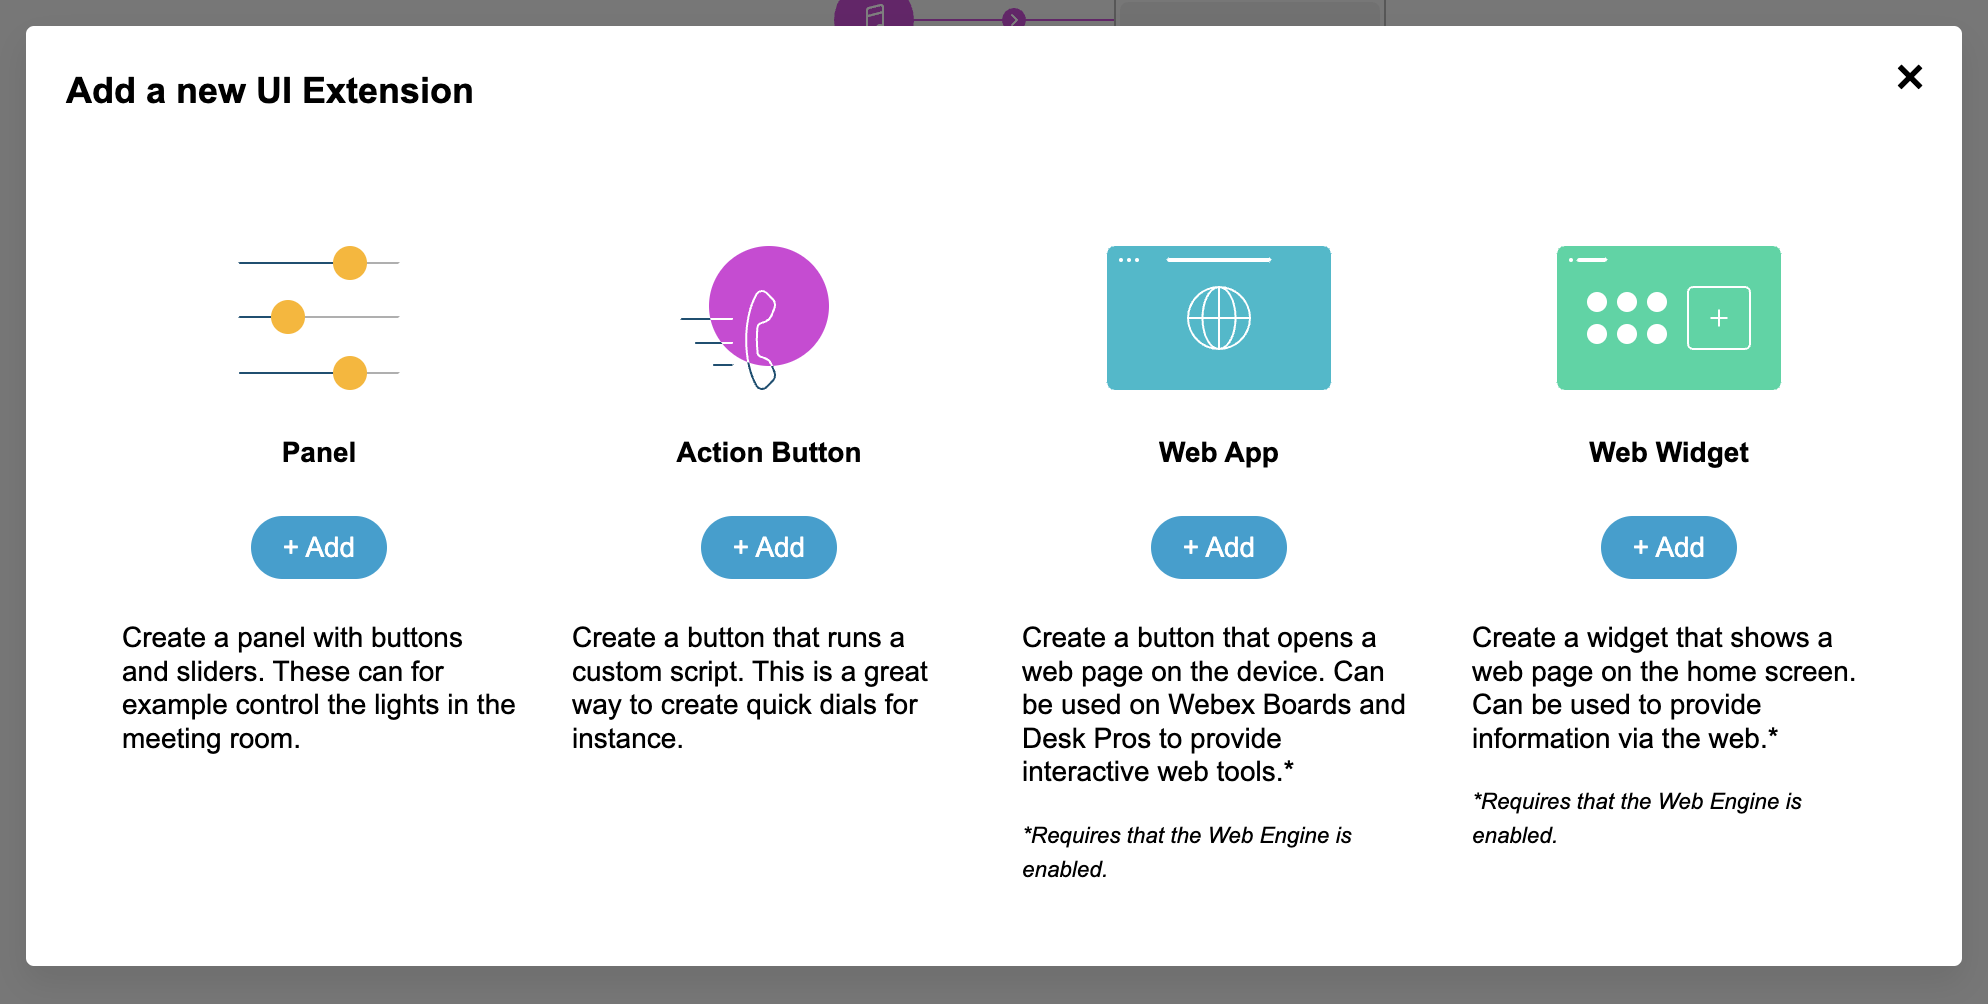 Add a new UI Extension
Panel
+ Add
Create a panel with buttons
and sliders. These can for
example control the lights in the
meeting room.
Action Button
+ Add
Create a button that runs a
custom script. This is a great
way to create quick dials for
instance.
Web App
+ Add
Create a button that opens a
web page on the device. Can
be used on Webex Boards and
Desk Pros to provide
interactive web tools.*
*Requires that the Web Engine is
enabled.
Web Widget
+ Add
Create a widget that shows a
web page on the home screen.
Can be used to provide
information via the web.*
*Requires that the Web Engine is
enabled.